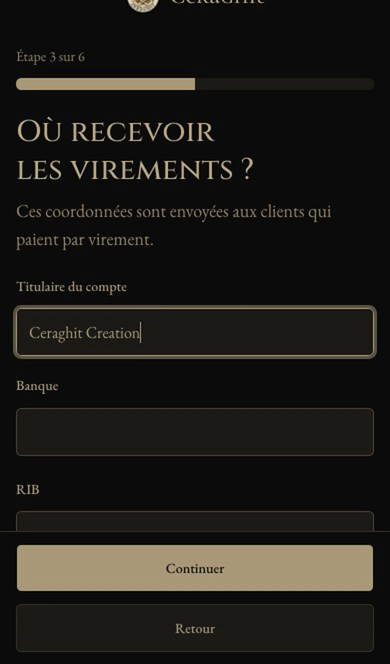 Étape 3 sur 6
Où recevoir
les virements ?
Ces coordonnées sont envoyées aux clients qui
paient par virement.
Titulaire du compte
Ceraghit Creation
Banque
RIB
Continuer
Retour